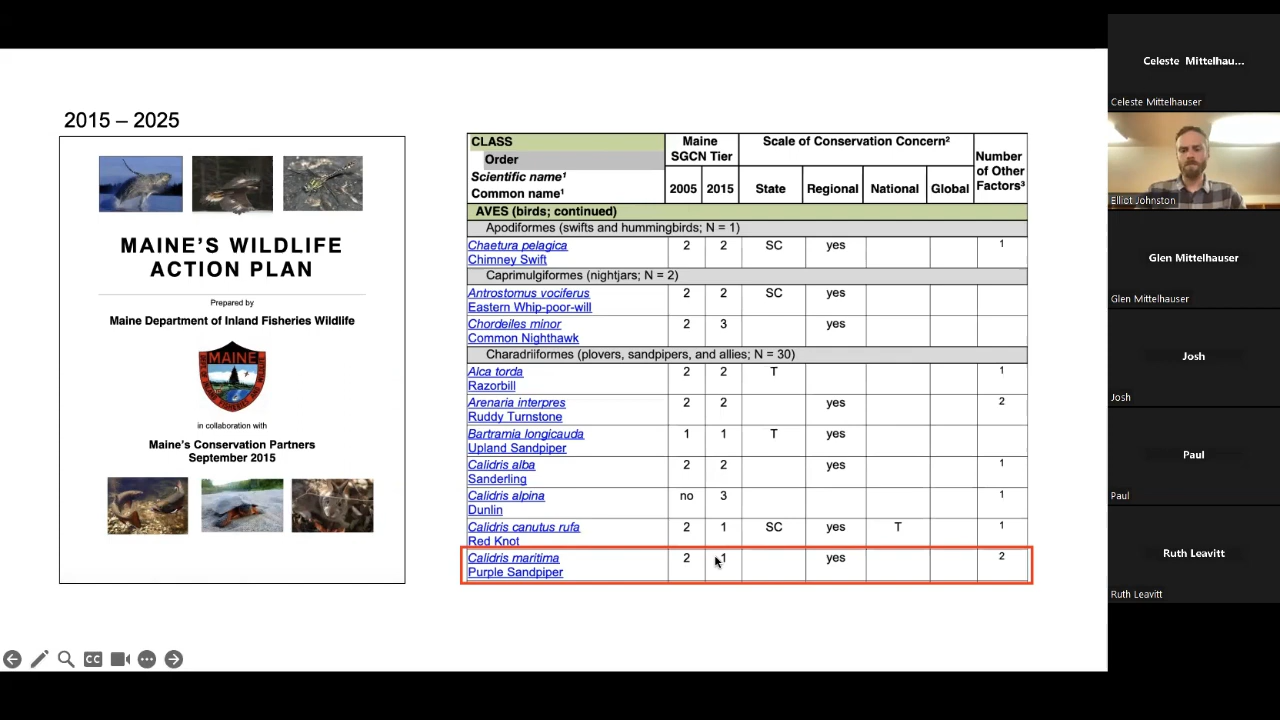 2015 – 2025
MAINE'S WILDLIFE
ACTION PLAN
Prepared by
Maine Department of Inland Fisheries Wildlife
MAINE
in collaboration with
Maine's Conservation Partners
September 2015
CLASS
Order
Scientific name¹
Common name¹
Maine
SGCN Tier
2005 2015
Scale of Conservation Concern²
State Regional National Global
Number
of Other
Factors³
AVES (birds; continued)
Apodiformes (swifts and hummingbirds; N = 1)
Chaetura pelagica 2 2 SC yes 1
Chimney Swift
Caprimulgiformes (nightjars; N = 2)
Antrostomus vociferus 2 2 SC yes
Eastern Whip-poor-will
Chordeiles minor 2 3 yes
Common Nighthawk
Charadriiformes (plovers, sandpipers, and allies; N = 30)
Alca torda 2 2 T 1
Razorbill
Arenaria interpres 2 2 yes 2
Ruddy Turnstone
Bartramia longicauda 1 1 T yes
Upland Sandpiper
Calidris alba 2 2 yes 1
Sanderling
Calidris alpina no 3 1
Dunlin
Calidris canutus rufa 2 1 SC yes T 1
Red Knot
Calidris maritima 2 1 yes 2
Purple Sandpiper
CC
Celeste Mittelhau...
Celeste Mittelhauser
Elliot Johnston
Glen Mittelhauser
Glen Mittelhauser
Josh
Josh
Paul
Paul
Ruth Leavitt
Ruth Leavitt